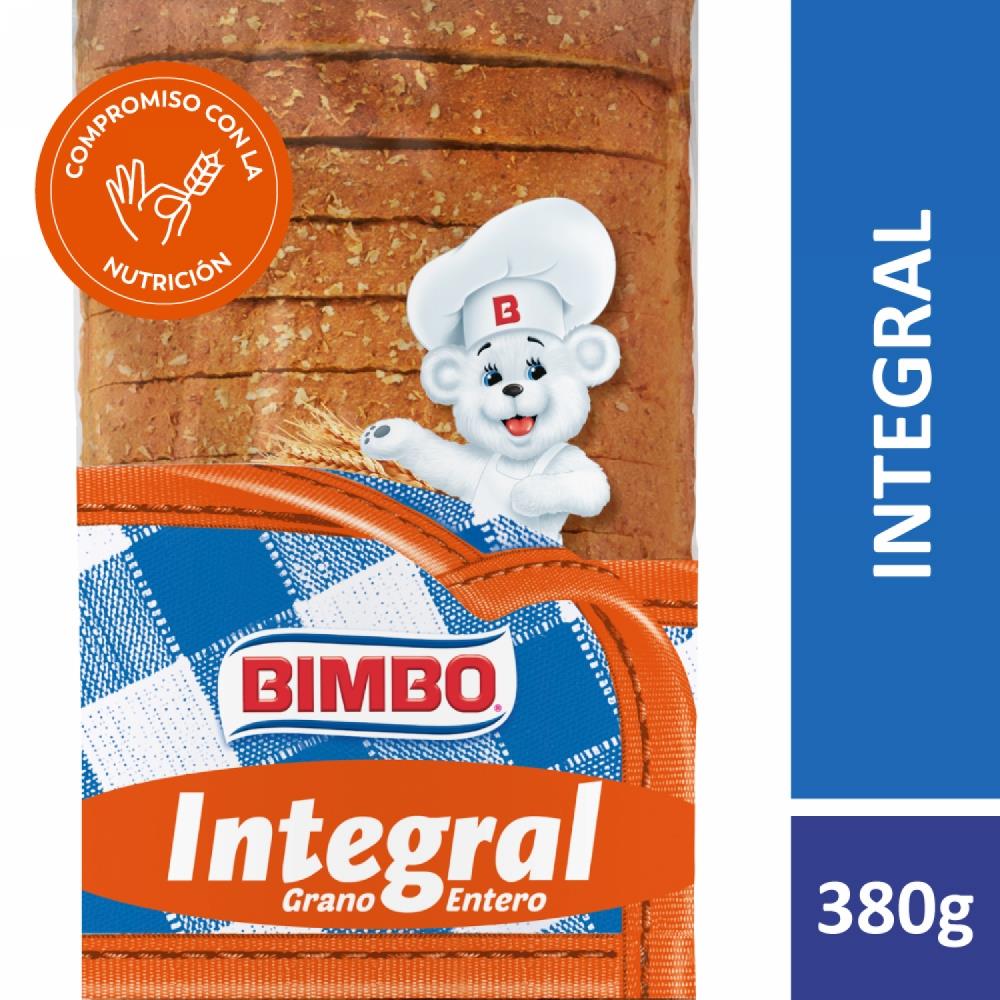 COMPROMISO CON LA
NUTRICIÓN
B
BIMBO®
Integral
Grano Entero
INTEGRAL
380g